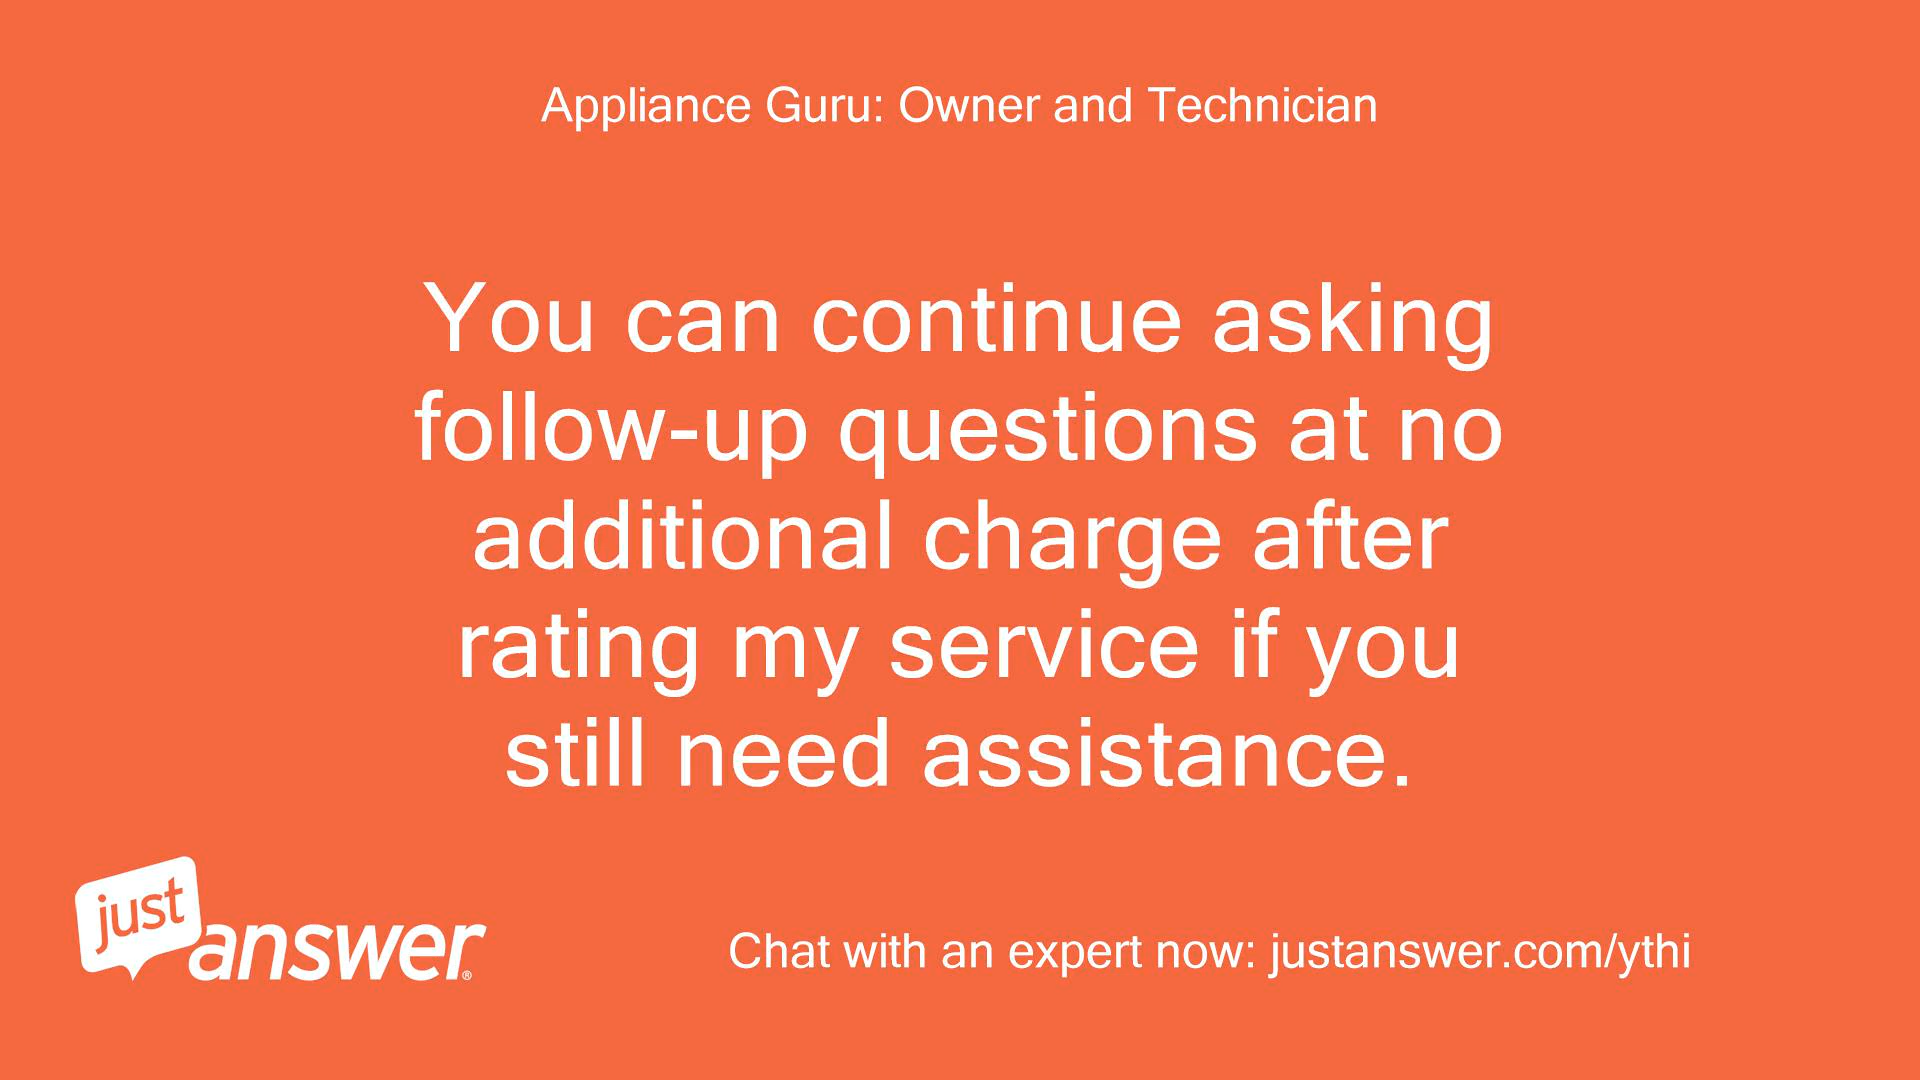 Appliance Guru: Owner and Technician
You can continue asking
follow-up questions at no
additional charge after
rating my service if you
still need assistance.
just
answer®
Chat with an expert now: justanswer.com/ythi